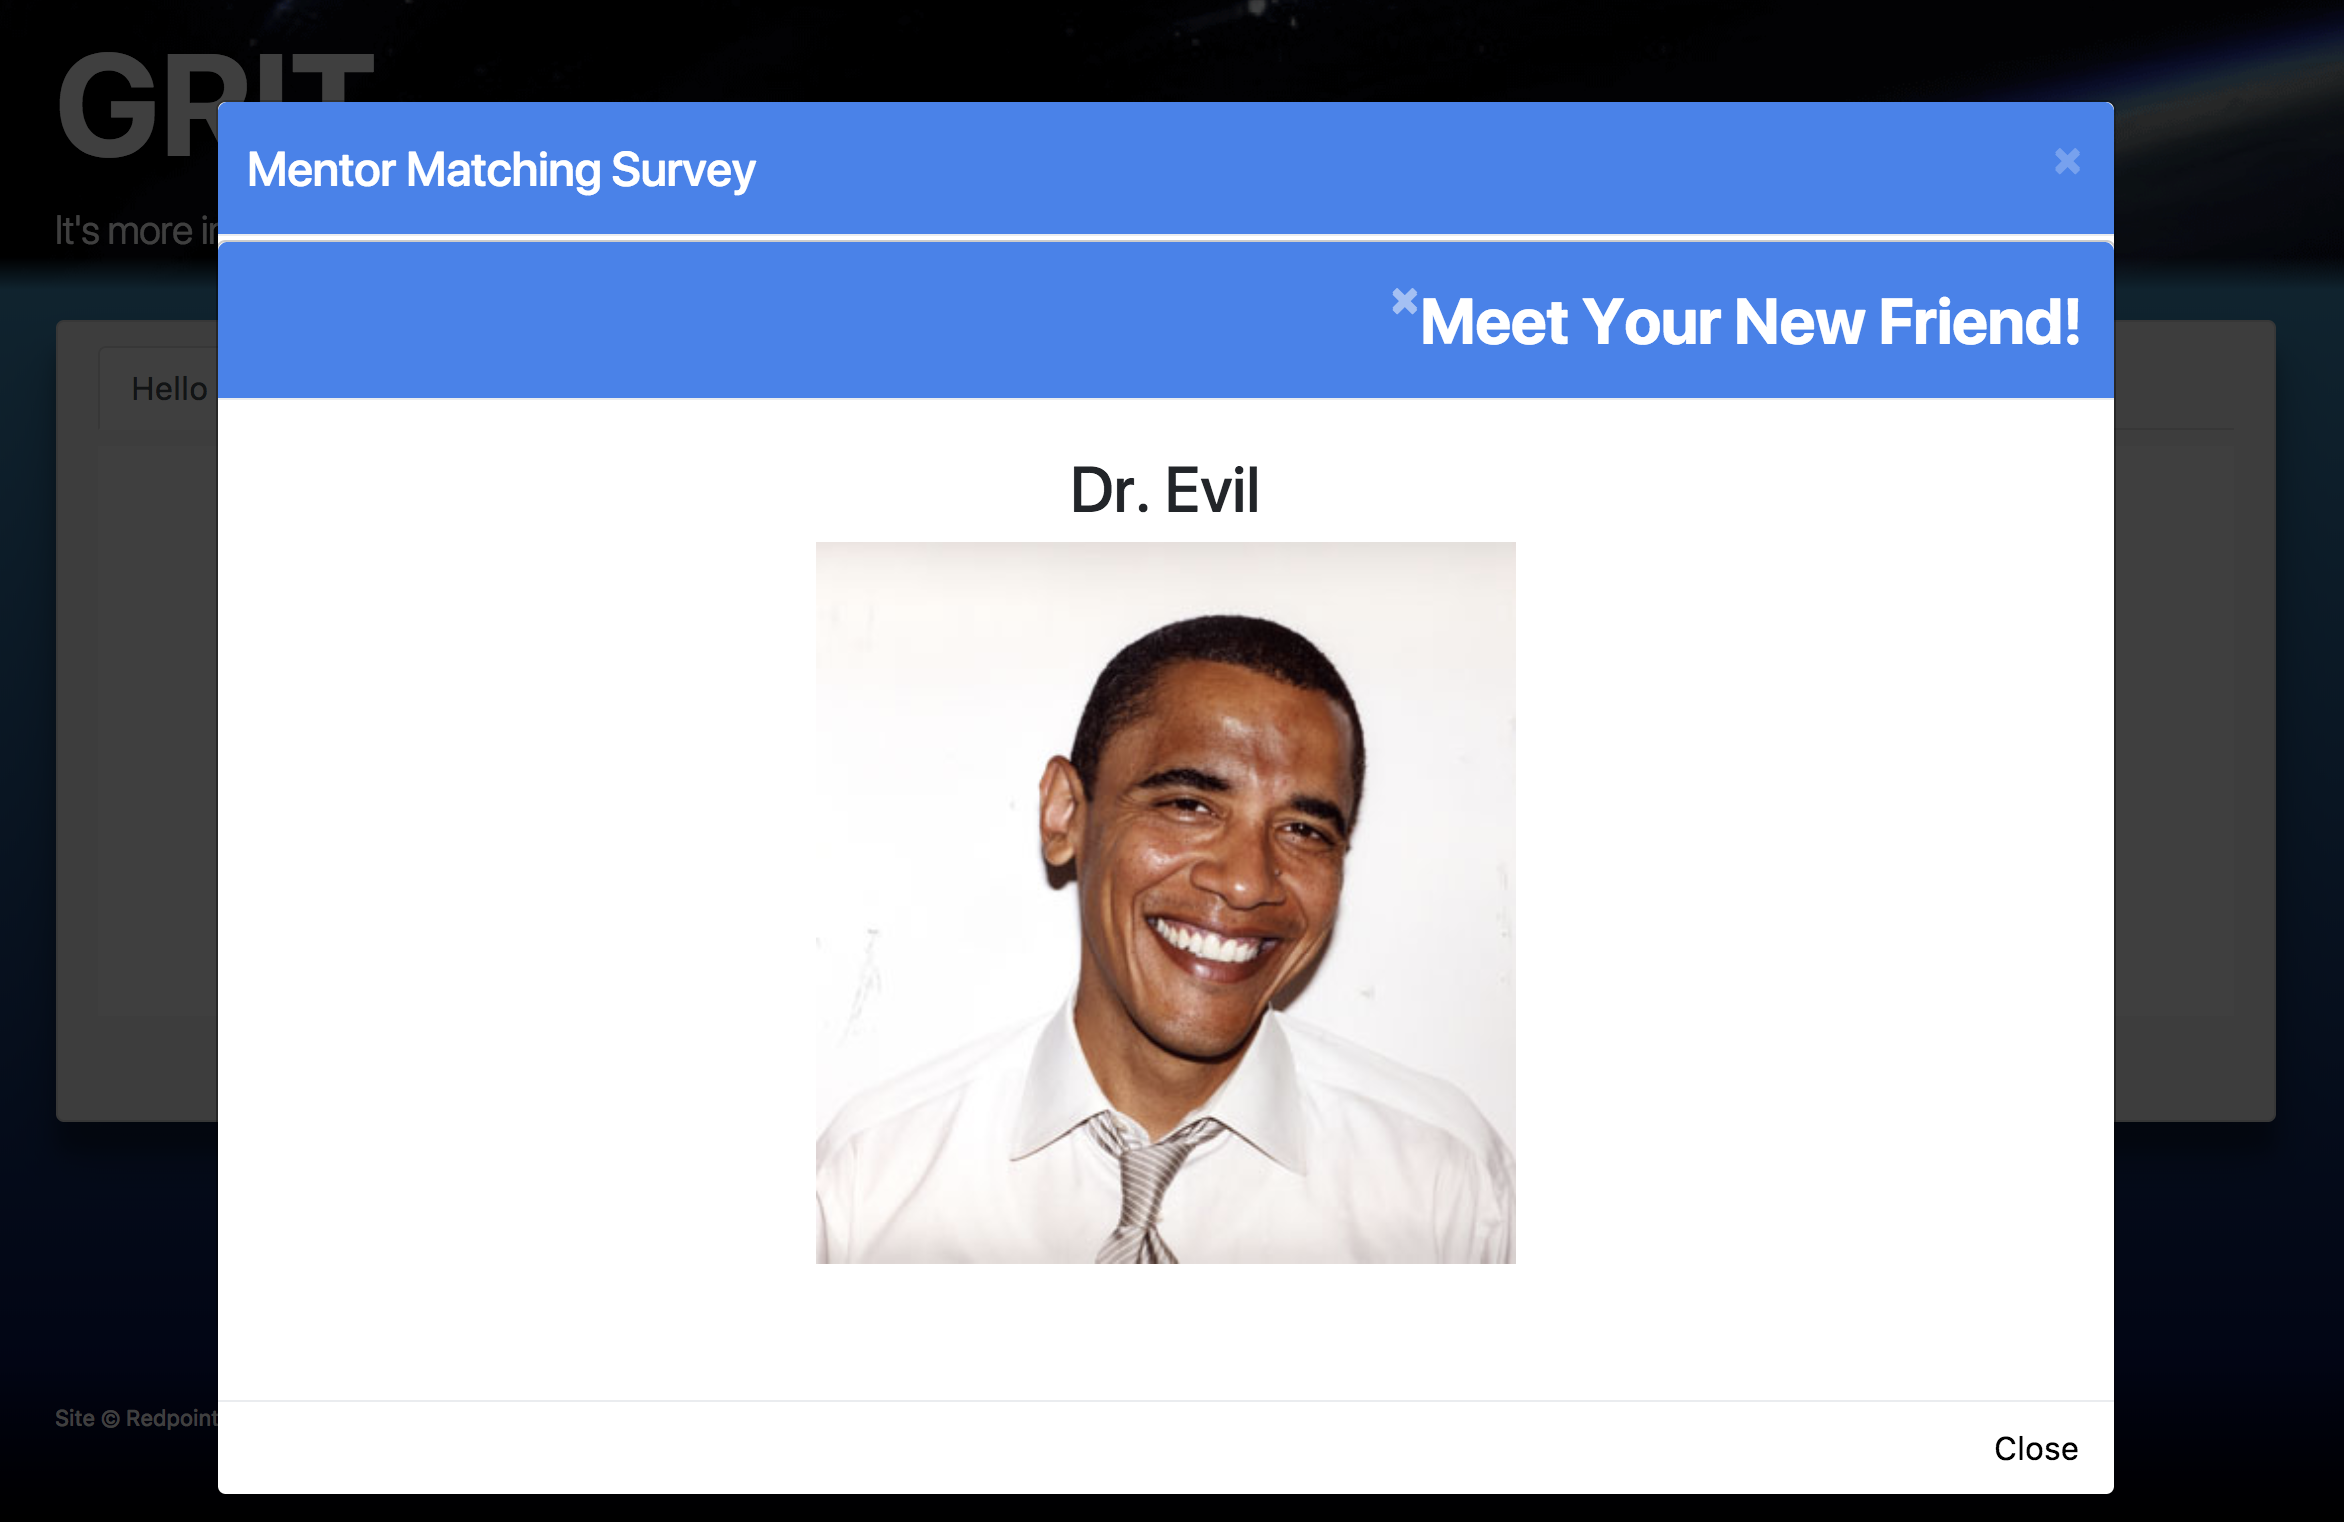 GRIT
Mentor Matching Survey ×
It's more
× Meet Your New Friend!
Hello
Dr. Evil
Site © Redpoint
Close